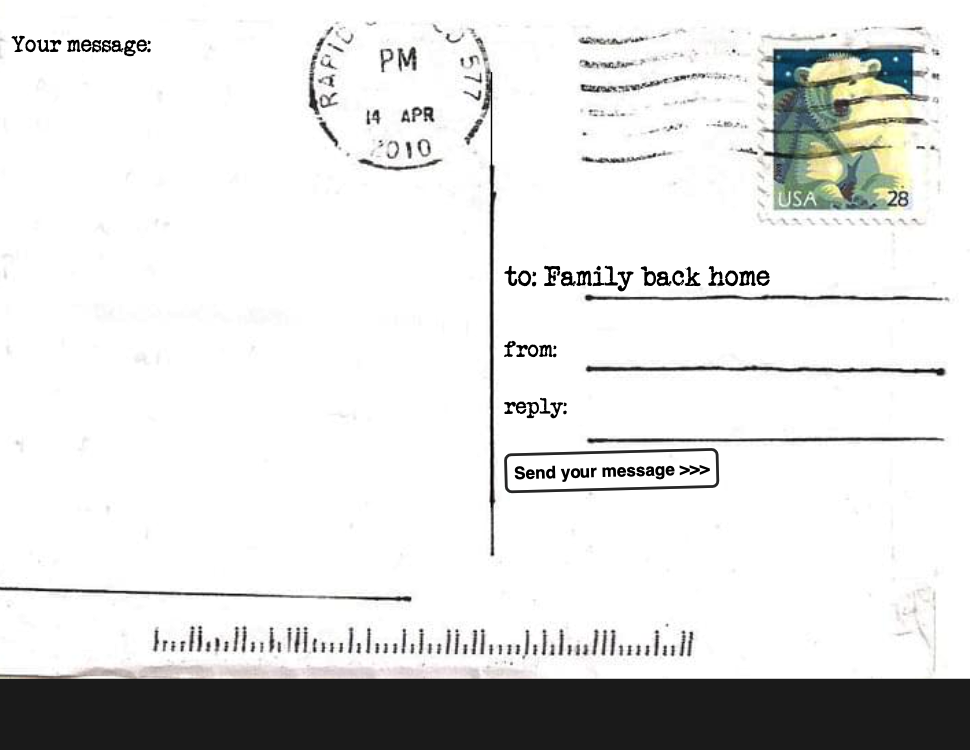 Your message:
RAPID
577
PM
14 APR
2010
USA 28
to: Family back home
from:
reply:
Send your message >>>